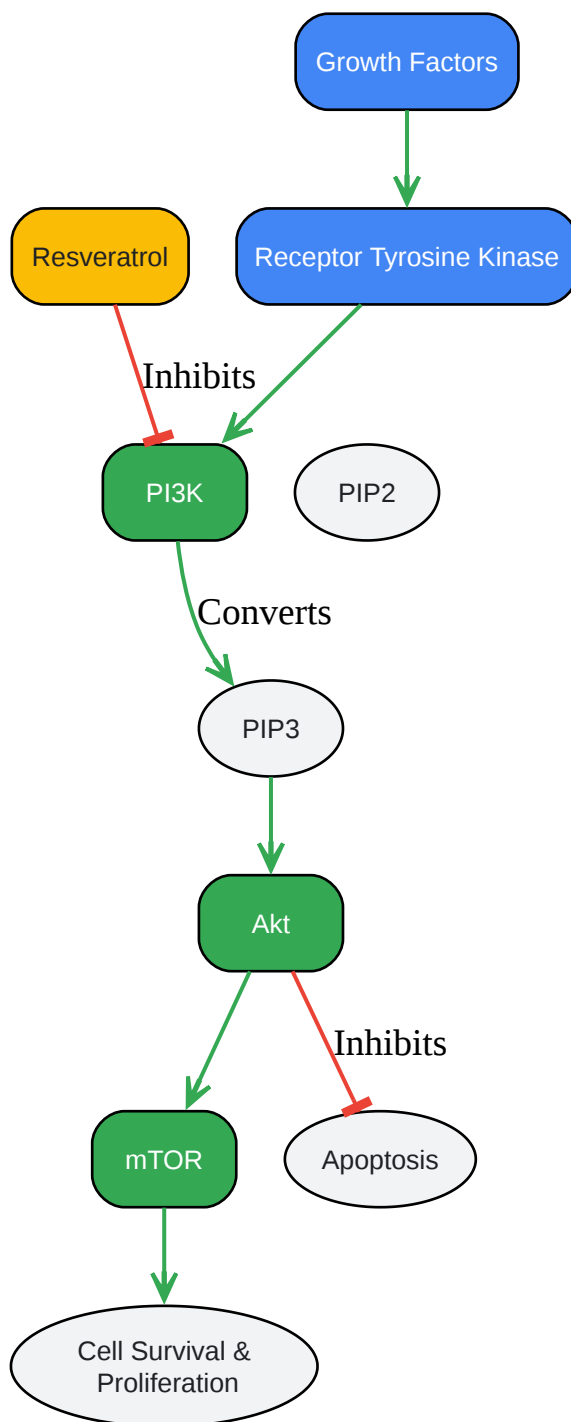 Growth Factors
Resveratrol
Receptor Tyrosine Kinase
Inhibits
PI3K
PIP2
Converts
PIP3
Akt
Inhibits
mTOR
Apoptosis
Cell Survival &
Proliferation